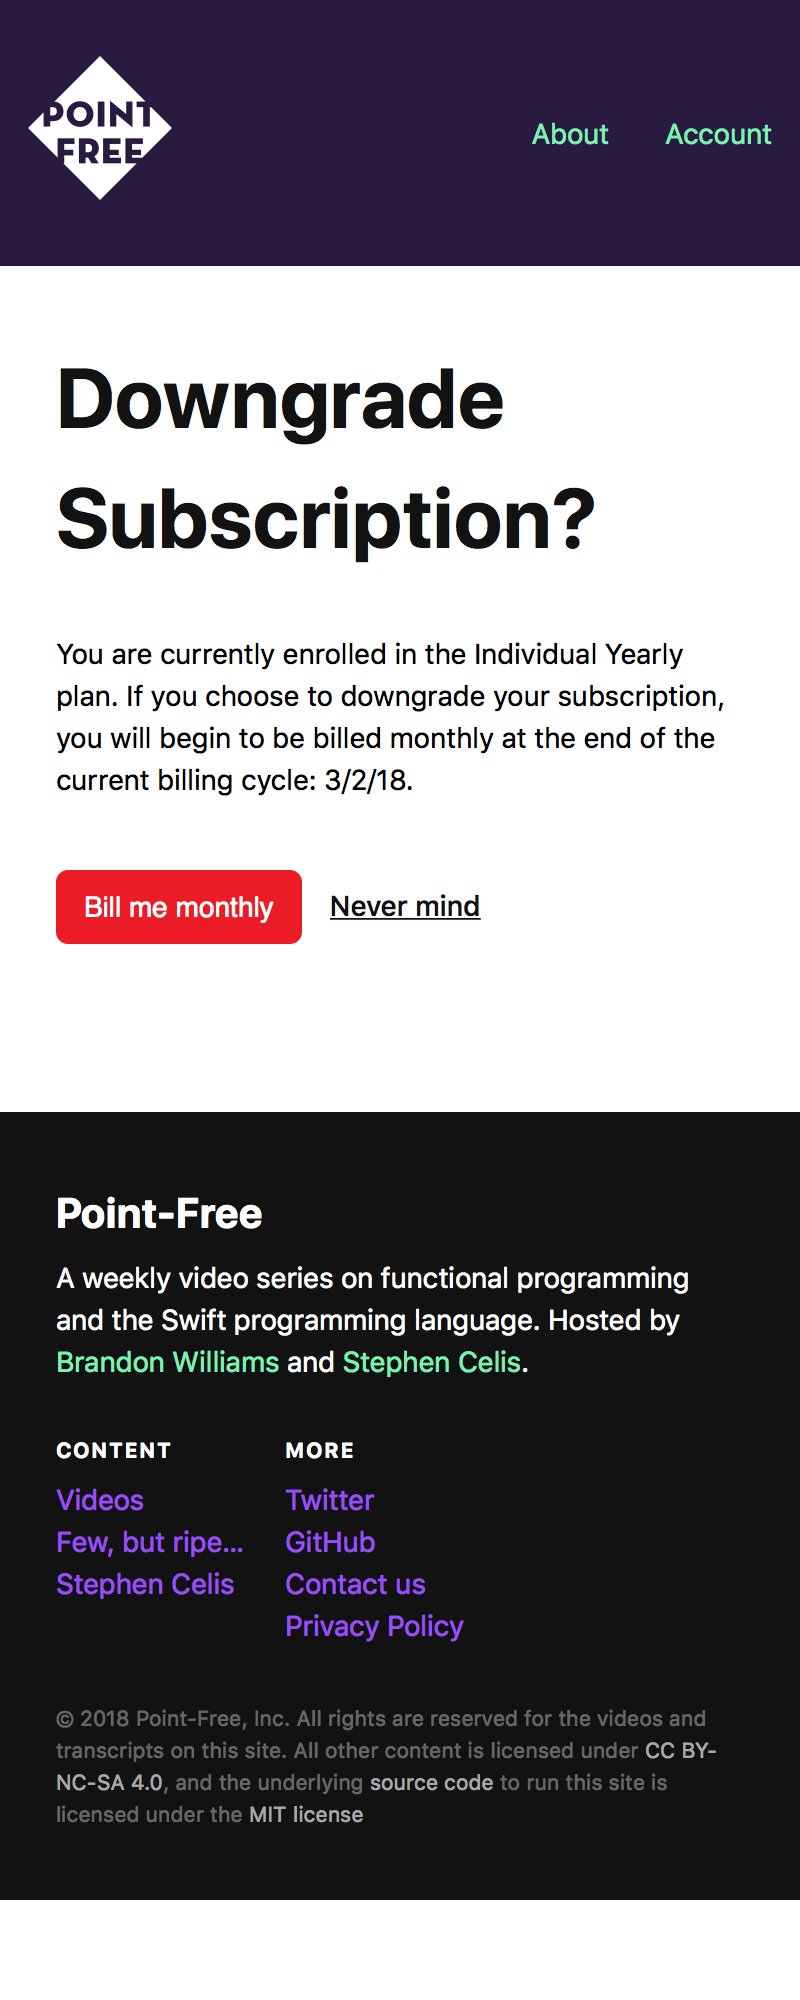 POINT
FREE
About Account
Downgrade
Subscription?
You are currently enrolled in the Individual Yearly
plan. If you choose to downgrade your subscription,
you will begin to be billed monthly at the end of the
current billing cycle: 3/2/18.
Bill me monthly Never mind
Point-Free
A weekly video series on functional programming
and the Swift programming language. Hosted by
Brandon Williams and Stephen Celis.
CONTENT
Videos
Few, but ripe...
Stephen Celis
MORE
Twitter
GitHub
Contact us
Privacy Policy
© 2018 Point-Free, Inc. All rights are reserved for the videos and
transcripts on this site. All other content is licensed under CC BY-
NC-SA 4.0, and the underlying source code to run this site is
licensed under the MIT license